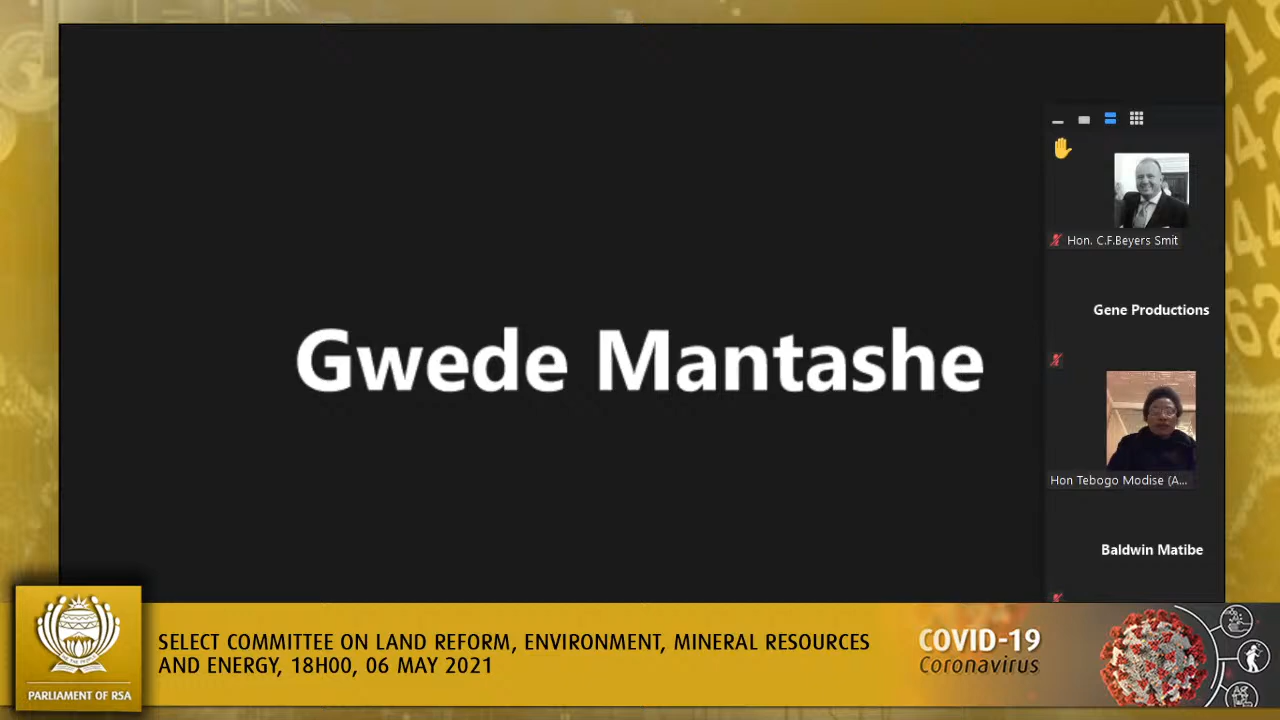 Gwede Mantashe
Hon. C.F.Beyers Smit
Gene Productions
Hon Tebogo Modise (A...
Baldwin Matibe
SELECT COMMITTEE ON LAND REFORM, ENVIRONMENT, MINERAL RESOURCES
AND ENERGY, 18H00, 06 MAY 2021
PARLIAMENT OF RSA
COVID-19
Coronavirus